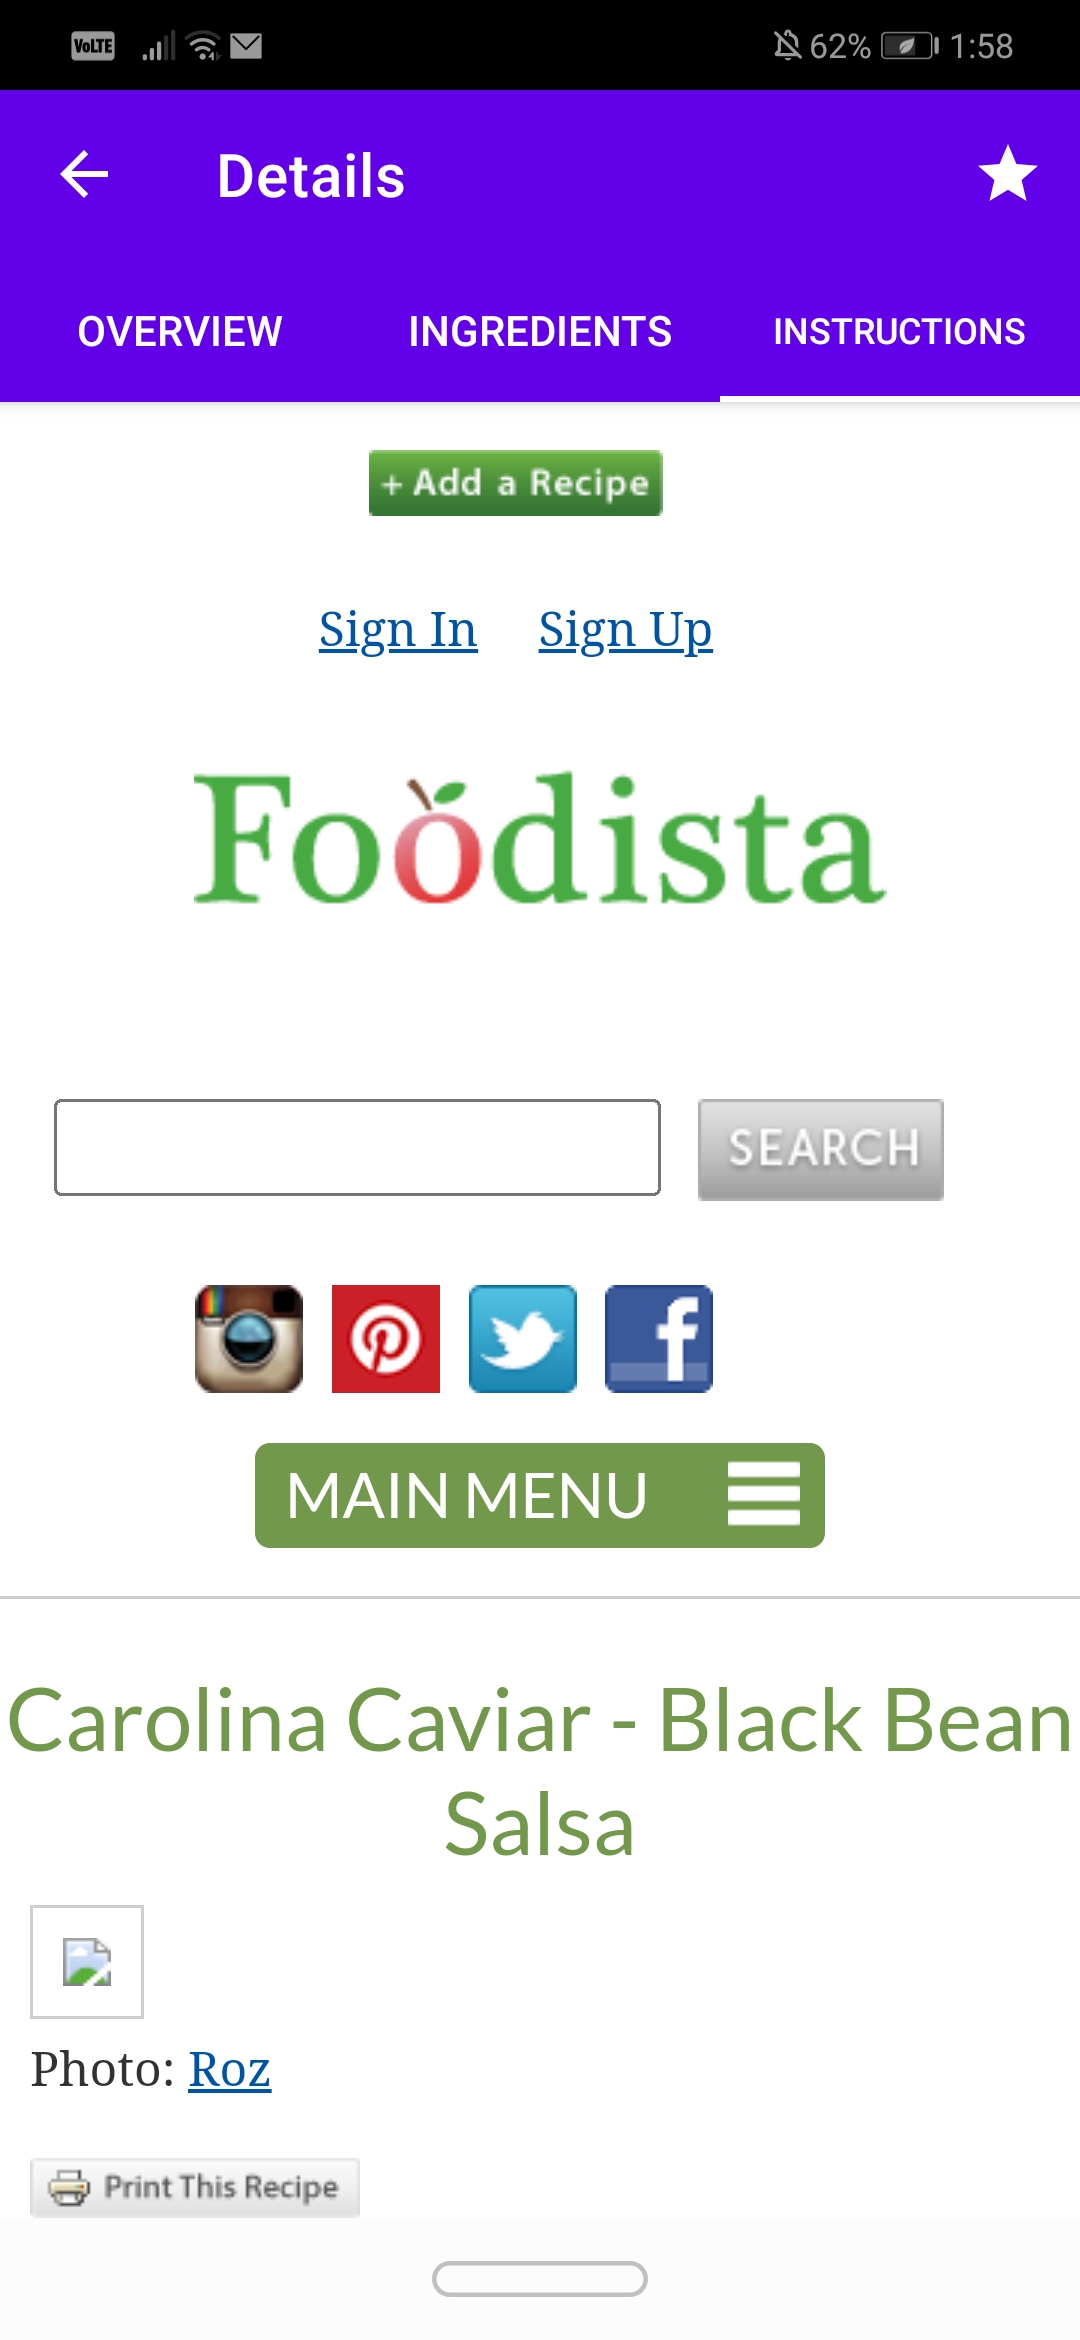 VoLTE 62% 1:58
Details
OVERVIEW INGREDIENTS INSTRUCTIONS
+ Add a Recipe
Sign In Sign Up
Foodista
SEARCH
MAIN MENU
Carolina Caviar - Black Bean
Salsa
Photo: Roz
Print This Recipe